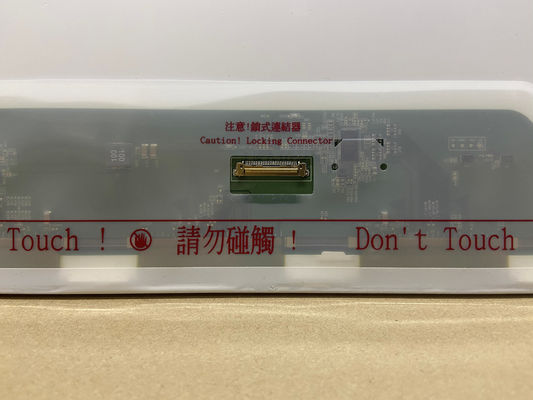 注意!鎖式連結器
Caution! Locking Connector
Touch ! 請勿碰觸 ! Don't Touch